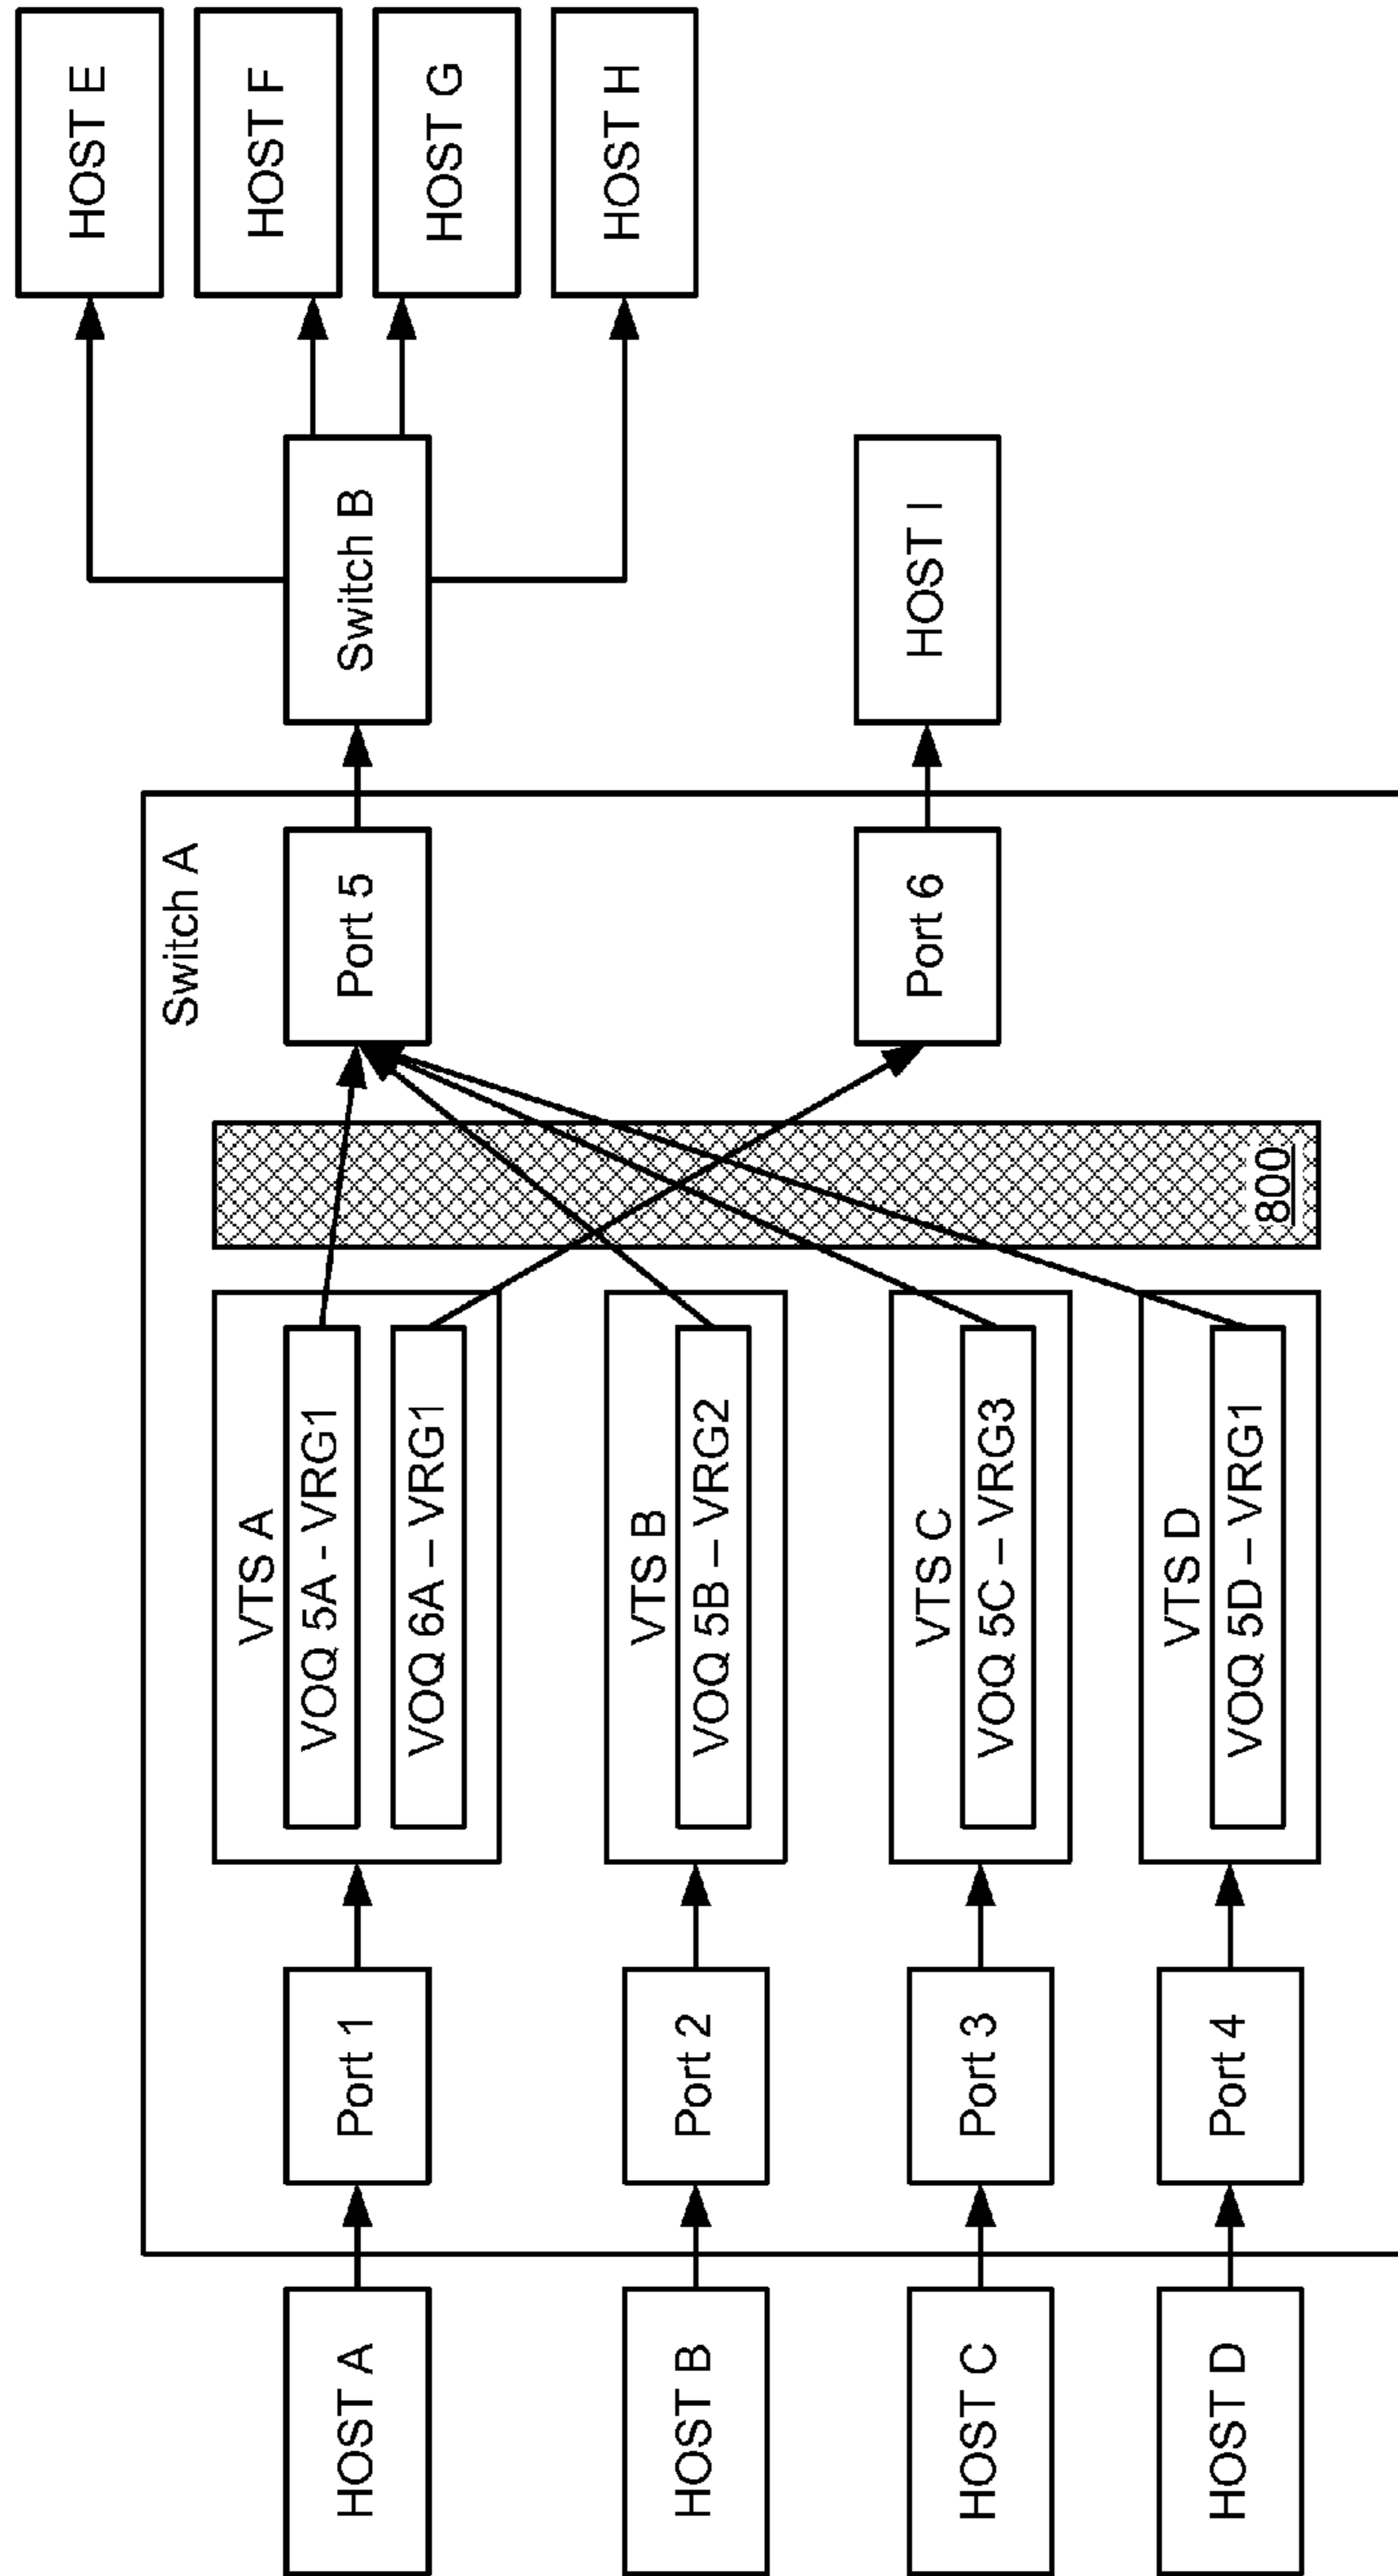 Switch A
HOST A
Port 1
VTS A
VOQ 5A - VRG1
VOQ 6A – VRG1
Port 5
Switch B
HOST E
HOST F
HOST G
HOST H
HOST B
Port 2
VTS B
VOQ 5B – VRG2
HOST C
Port 3
VTS C
VOQ 5C – VRG3
Port 6
HOST I
HOST D
Port 4
VTS D
VOQ 5D – VRG1
800